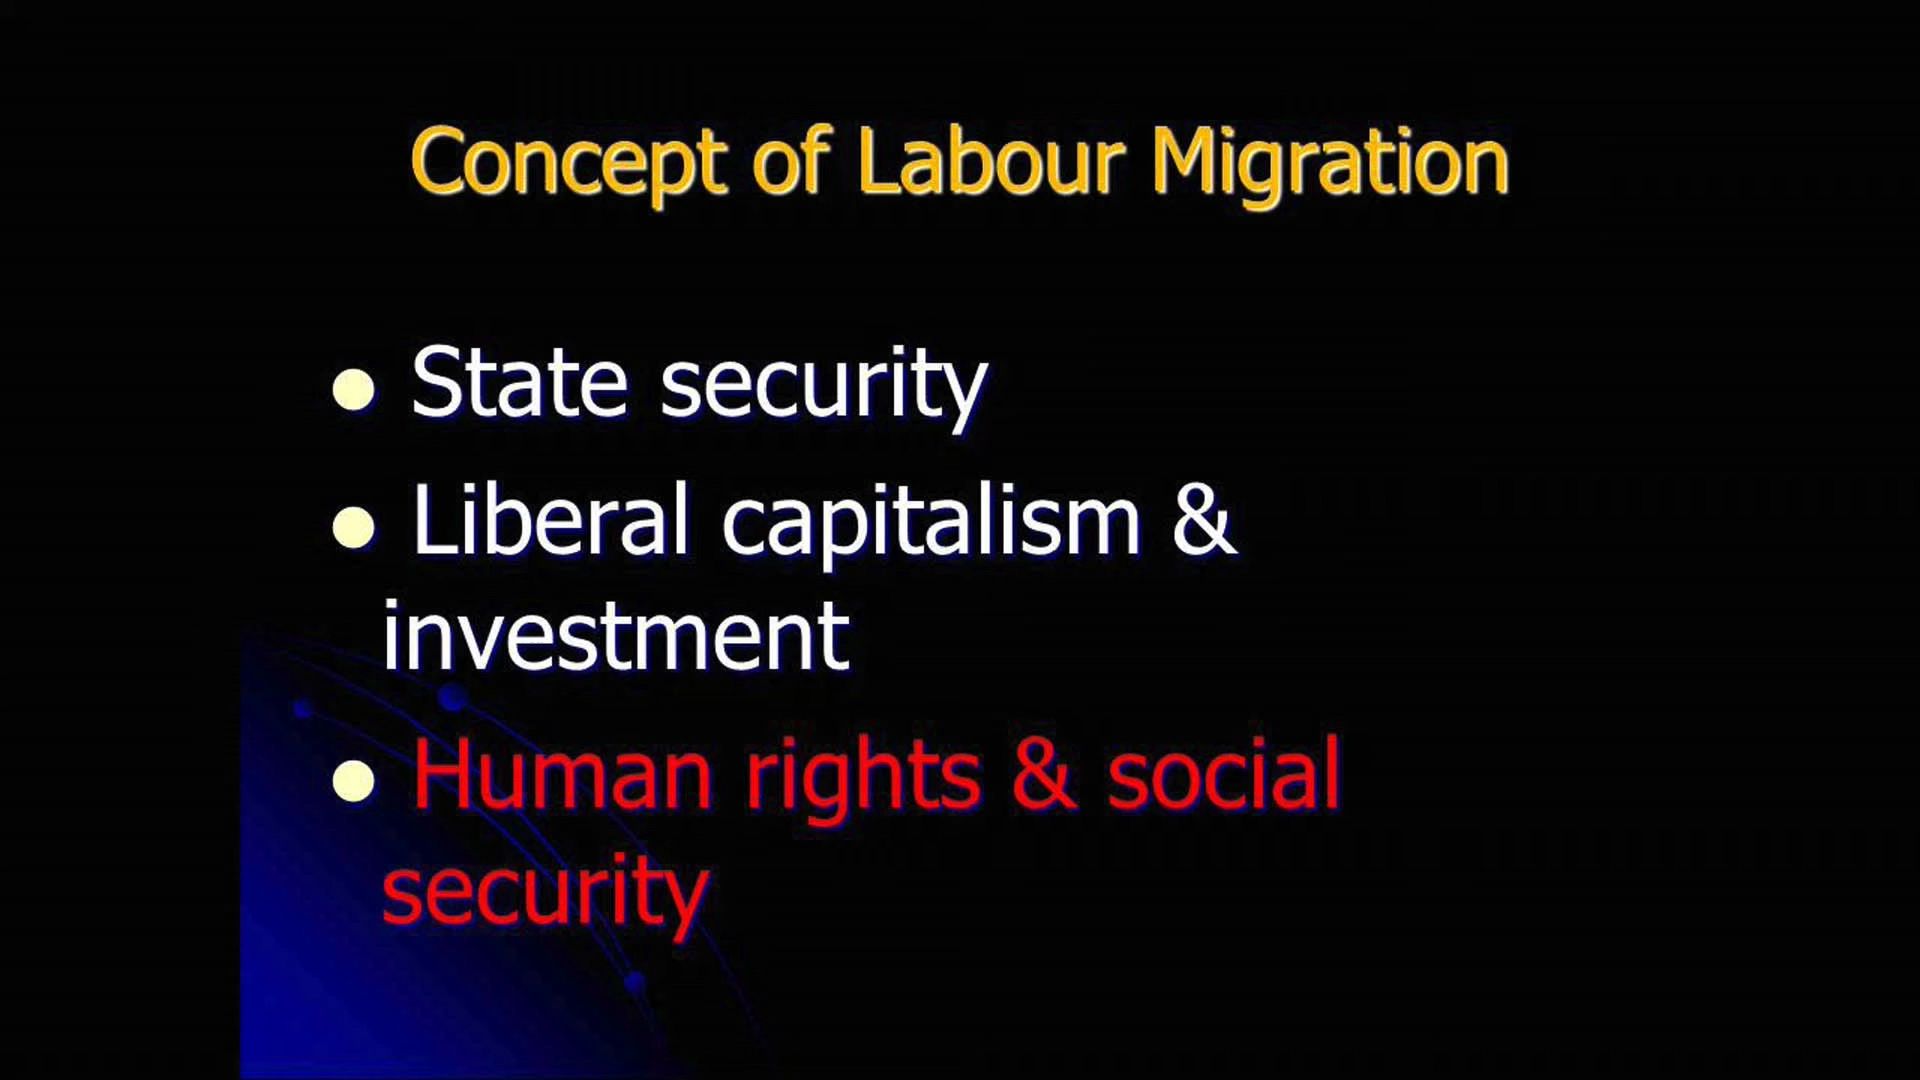 Concept of Labour Migration
● State security
● Liberal capitalism &
investment
● Human rights & social
security